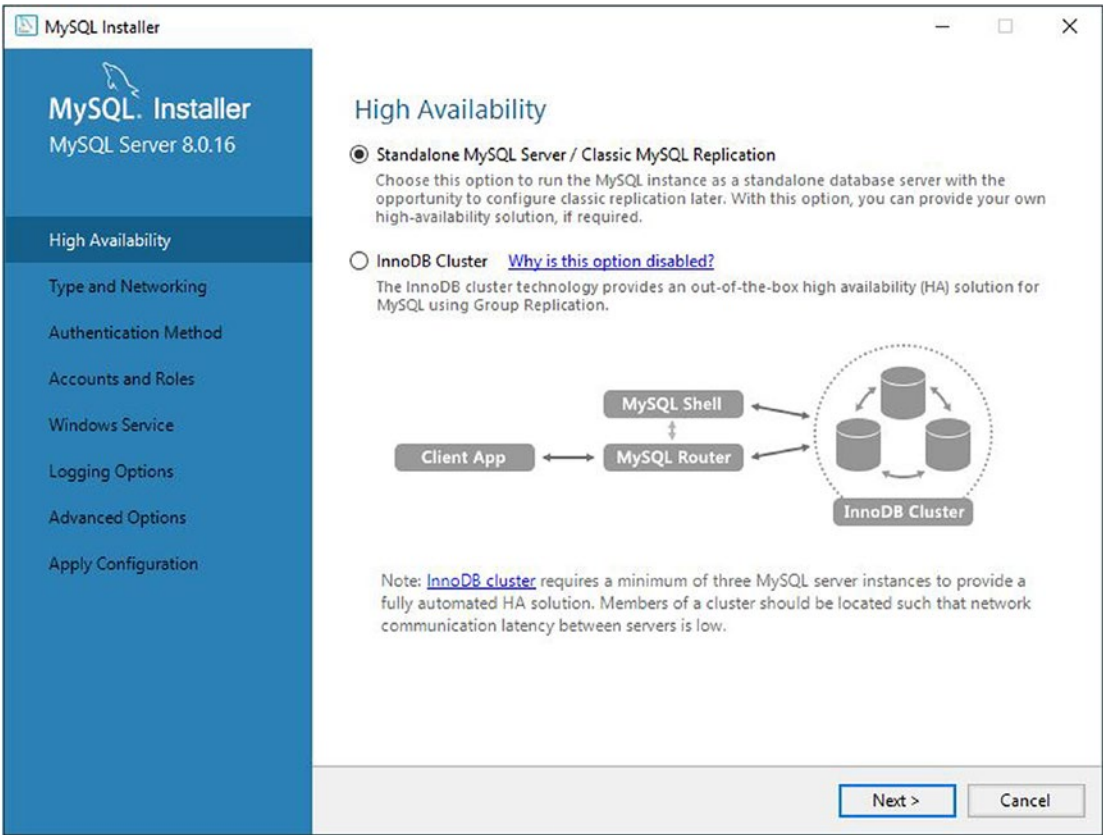 MySQL Installer
MySQL. Installer
MySQL Server 8.0.16
High Availability
Type and Networking
Authentication Method
Accounts and Roles
Windows Service
Logging Options
Advanced Options
Apply Configuration
High Availability
Standalone MySQL Server / Classic MySQL Replication
Choose this option to run the MySQL instance as a standalone database server with the
opportunity to configure classic replication later. With this option, you can provide your own
high-availability solution, if required.
InnoDB Cluster Why is this option disabled?
The InnoDB cluster technology provides an out-of-the-box high availability (HA) solution for
MySQL using Group Replication.
MySQL Shell
Client App
MySQL Router
InnoDB Cluster
Note: InnoDB cluster requires a minimum of three MySQL server instances to provide a
fully automated HA solution. Members of a cluster should be located such that network
communication latency between servers is low.
Next >
Cancel